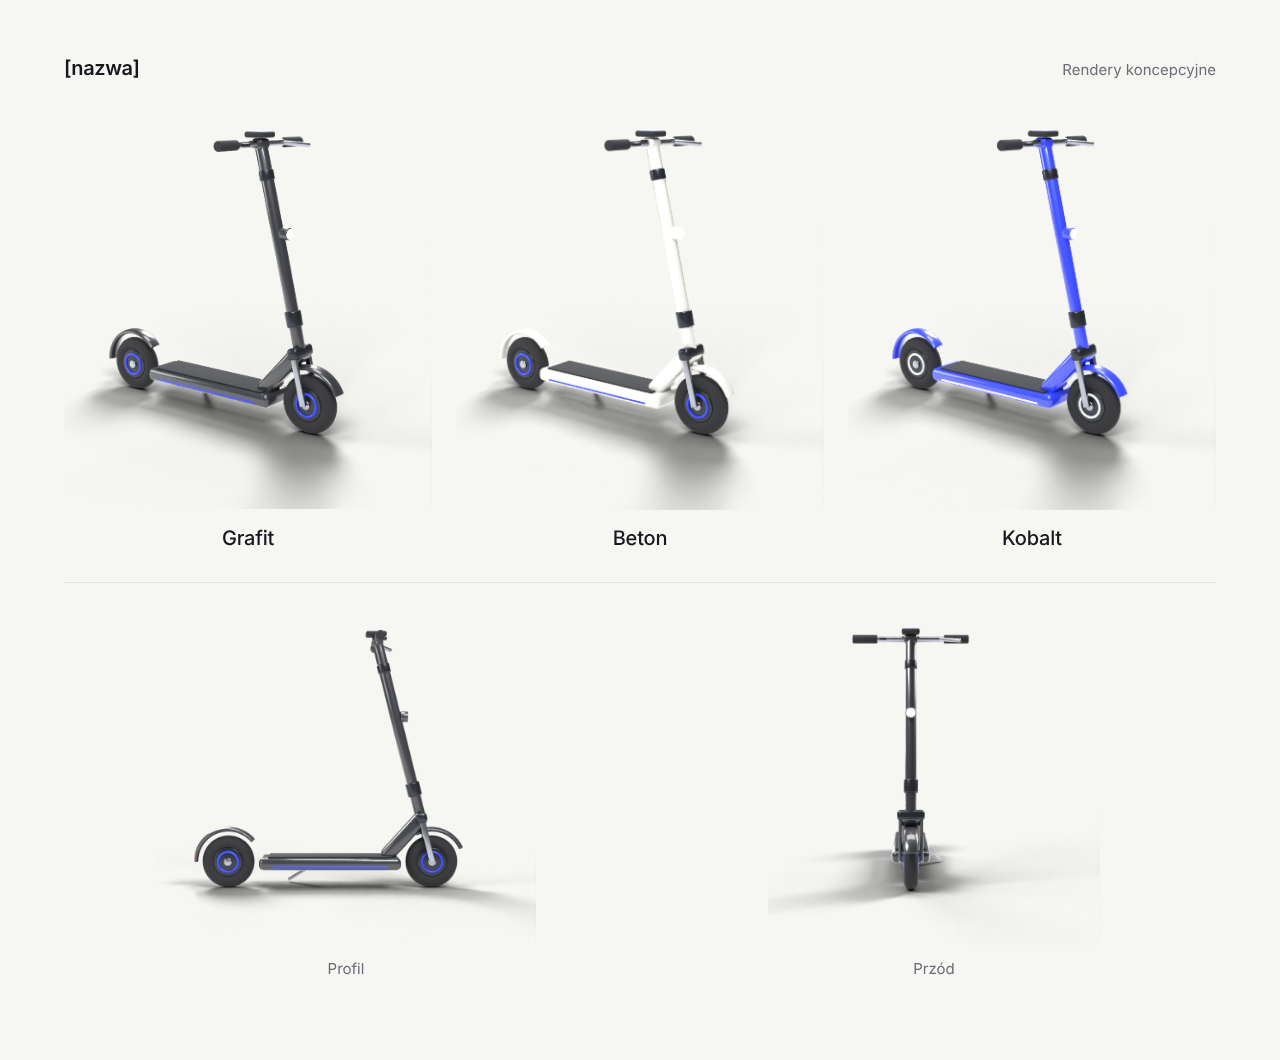 [nazwa]
Rendery koncepcyjne
Grafit
Beton
Kobalt
Profil
Przód